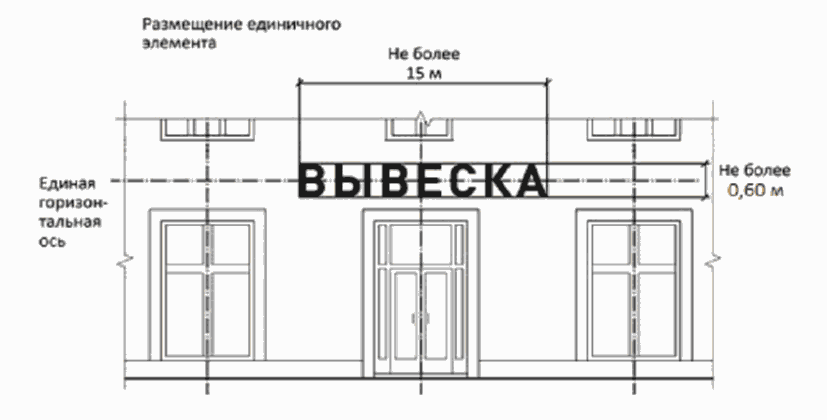 Размещение единичного
элемента
Не более
15 м
ВЫВЕСКА
Единая
горизон-
тальная
ось
Не более
0,60 м